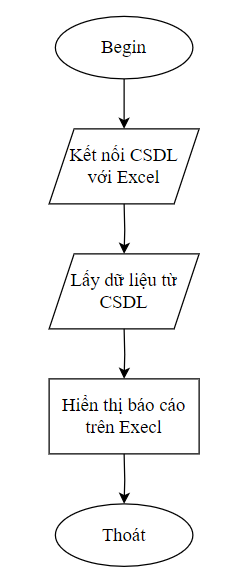 Begin
Kết nối CSDL
với Excel
Lấy dữ liệu từ
CSDL
Hiển thị báo cáo
trên Execl
Thoát